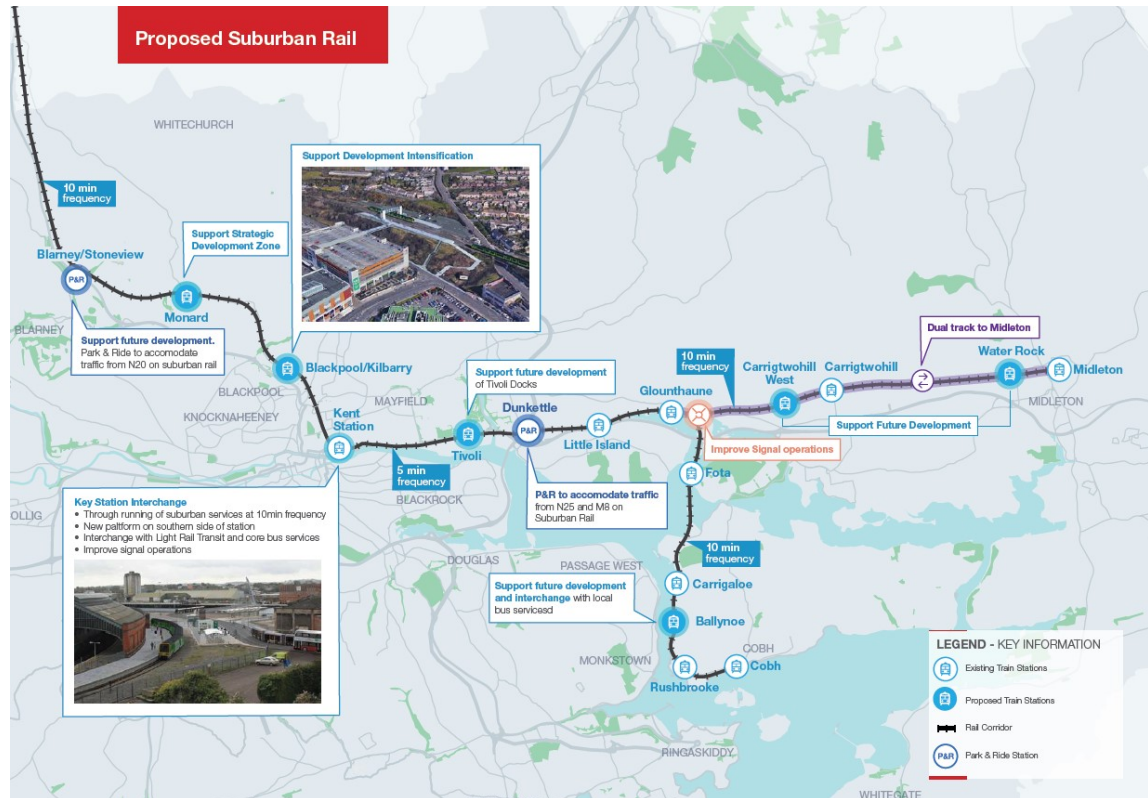 Proposed Suburban Rail
WHITECHURCH
Support Development Intensification
10 min
frequency
Support Strategic
Development Zone
Blarney/Stoneview
P&R
Monard
BLARNEY
Support future development.
Park & Ride to accomodate
traffic from N20 on suburban rail
Blackpool/Kilbarry
BLACKPOOL
KNOCKNAHEENEY
MAYFIELD
Kent
Station
Support future development
of Tivoli Docks
Dunkettle
P&R
Tivoli
5 min
frequency
BLACKROCK
Little Island
Glounthaune
10 min
frequency
Carrigtwohill
West
Carrigtwohill
Dual track to Midleton
Water Rock
Midleton
MIDLETON
Support Future Development
Improve Signal operations
Fota
P&R to accomodate traffic
from N25 and M8 on
Suburban Rail
Key Station Interchange
• Through running of suburban services at 10min frequency
• New paltform on southern side of station
• Interchange with Light Rail Transit and core bus services
• Improve signal operations
OLLIG
DOUGLAS
PASSAGE WEST
10 min
frequency
Support future development
and interchange with local
bus servicesd
Carrigaloe
Ballynoe
MONKSTOWN
COBH
Rushbrooke
Cobh
RINGASKIDDY
WHITEGATE
LEGEND - KEY INFORMATION
Existing Train Stations
Proposed Train Stations
Rail Corridor
P&R
Park & Ride Station